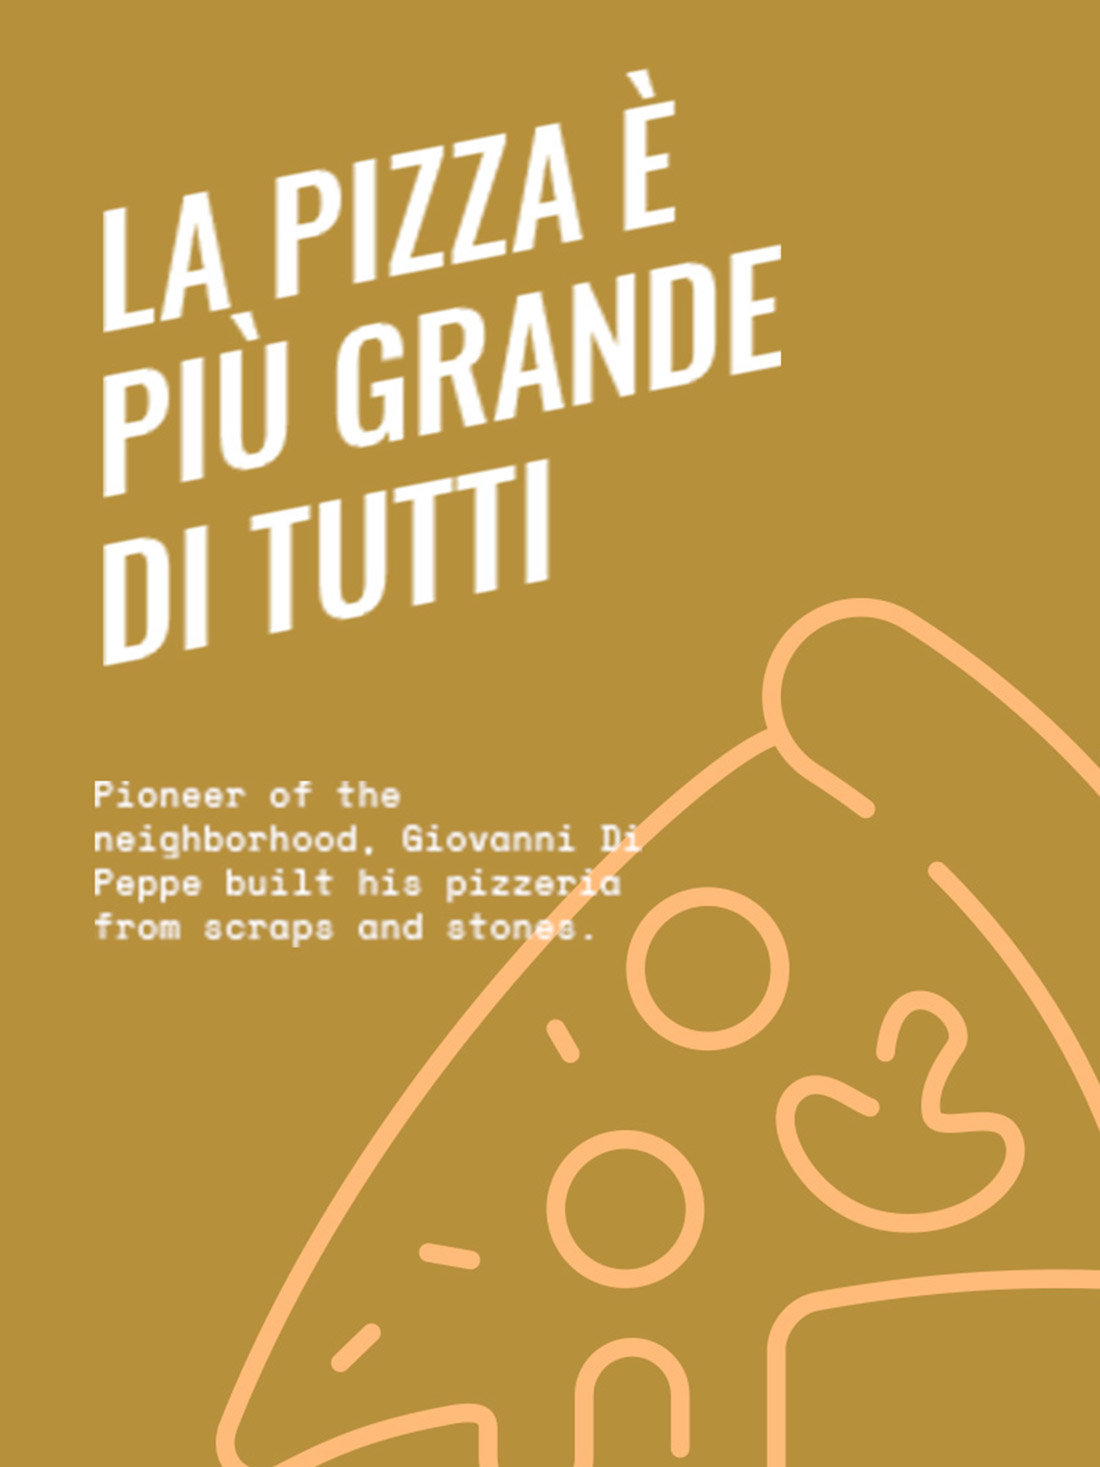 LA PIZZA È
PIÙ GRANDE
DI TUTTI
Pioneer of the
neighborhood, Giovanni Di
Peppe built his pizzeria
from scraps and stones.